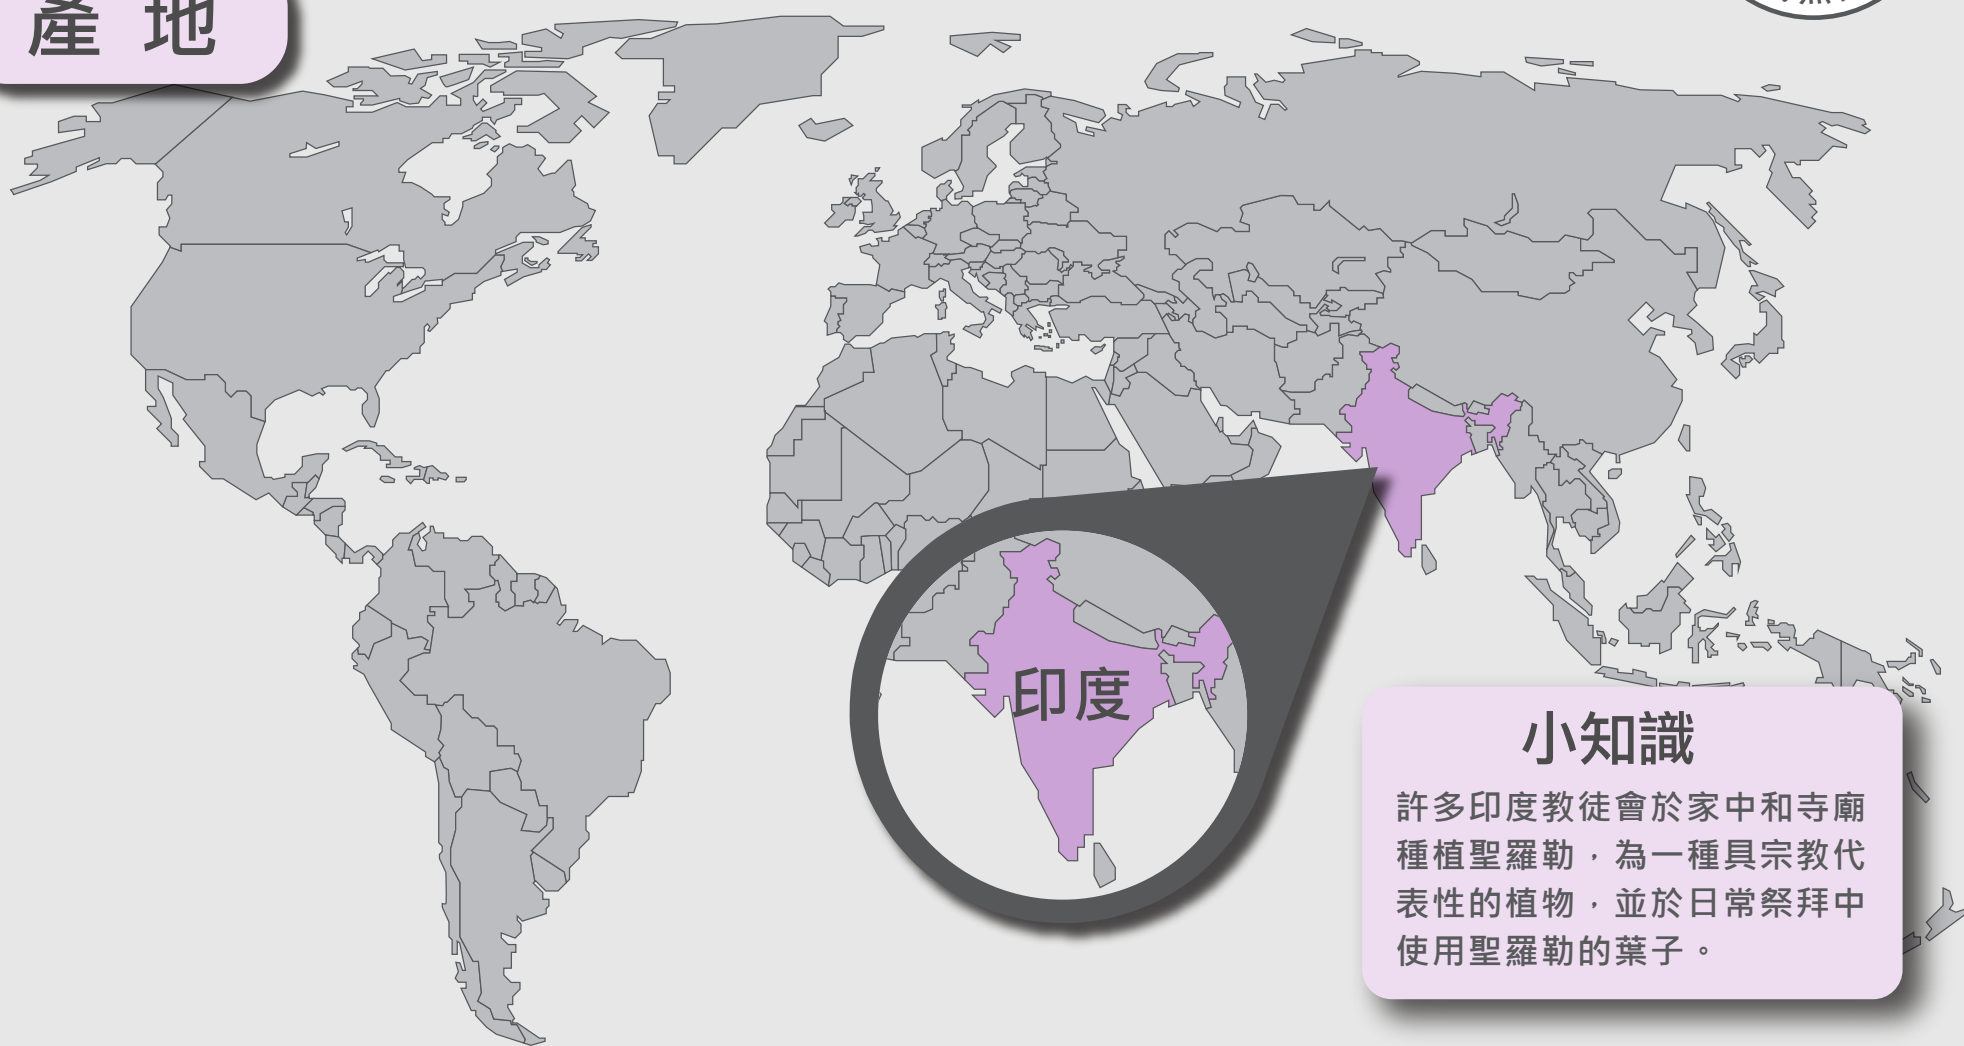 產 地
印度
小知識
許多印度教徒會於家中和寺廟
種植聖羅勒，為一種具宗教代
表性的植物，並於日常祭拜中
使用聖羅勒的葉子。